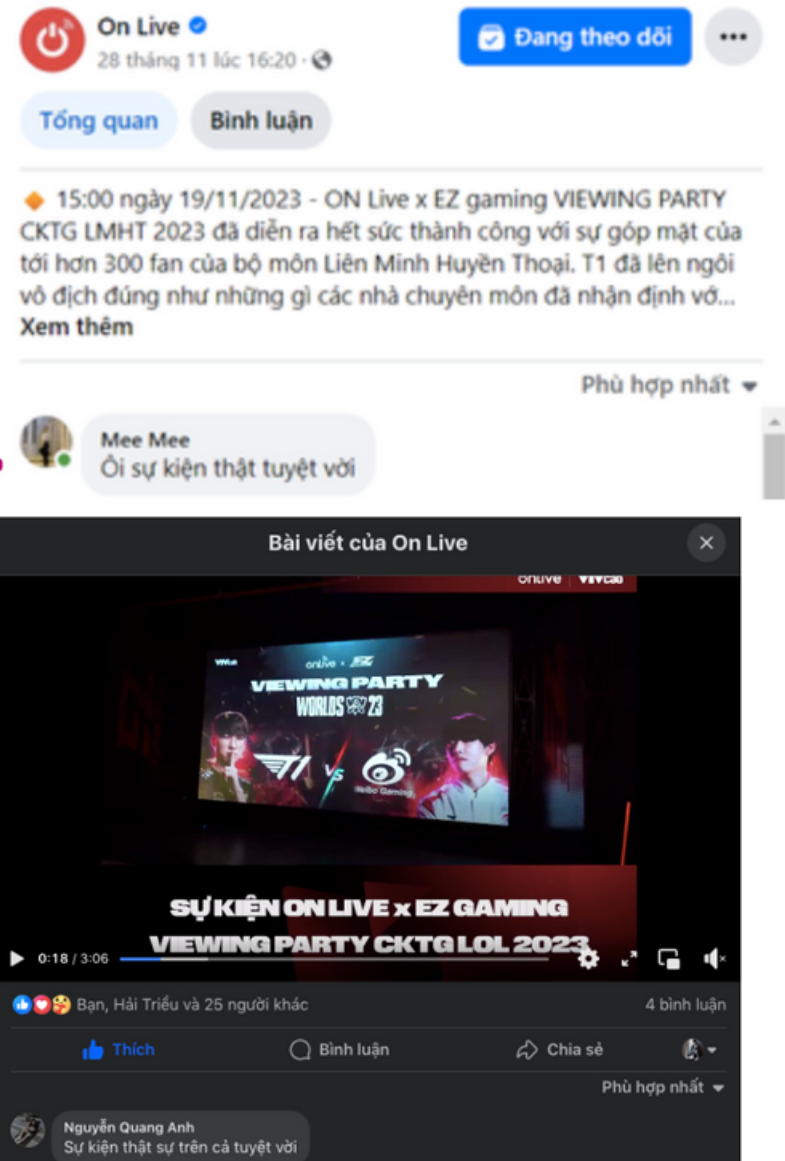 On Live
28 tháng 11 lúc 16:20
Đang theo dõi
Tổng quan
Bình luận
15:00 ngày 19/11/2023 - ON Live x EZ gaming VIEWING PARTY
CKTG LMHT 2023 đã diễn ra hết sức thành công với sự góp mặt của
tới hơn 300 fan của bộ môn Liên Minh Huyền Thoại. T1 đã lên ngôi
vô địch đúng như những gì các nhà chuyên môn đã nhận định vớ...
Xem thêm
Phù hợp nhất
Mee Mee
Ôi sự kiện thật tuyệt vời
Bài viết của On Live
onlive VTVcab
VTVcab onlive x EZ
VIEWING PARTY
WORLDS 23
T1 VS Weibo Gaming
SỰ KIỆN ON LIVE x EZ GAMING
VIEWING PARTY CKTG LOL 2023
0:18 / 3:06
Bạn, Hải Triều và 25 người khác
4 bình luận
Thích
Bình luận
Chia sẻ
Phù hợp nhất
Nguyễn Quang Anh
Sự kiện thật sự trên cả tuyệt vời